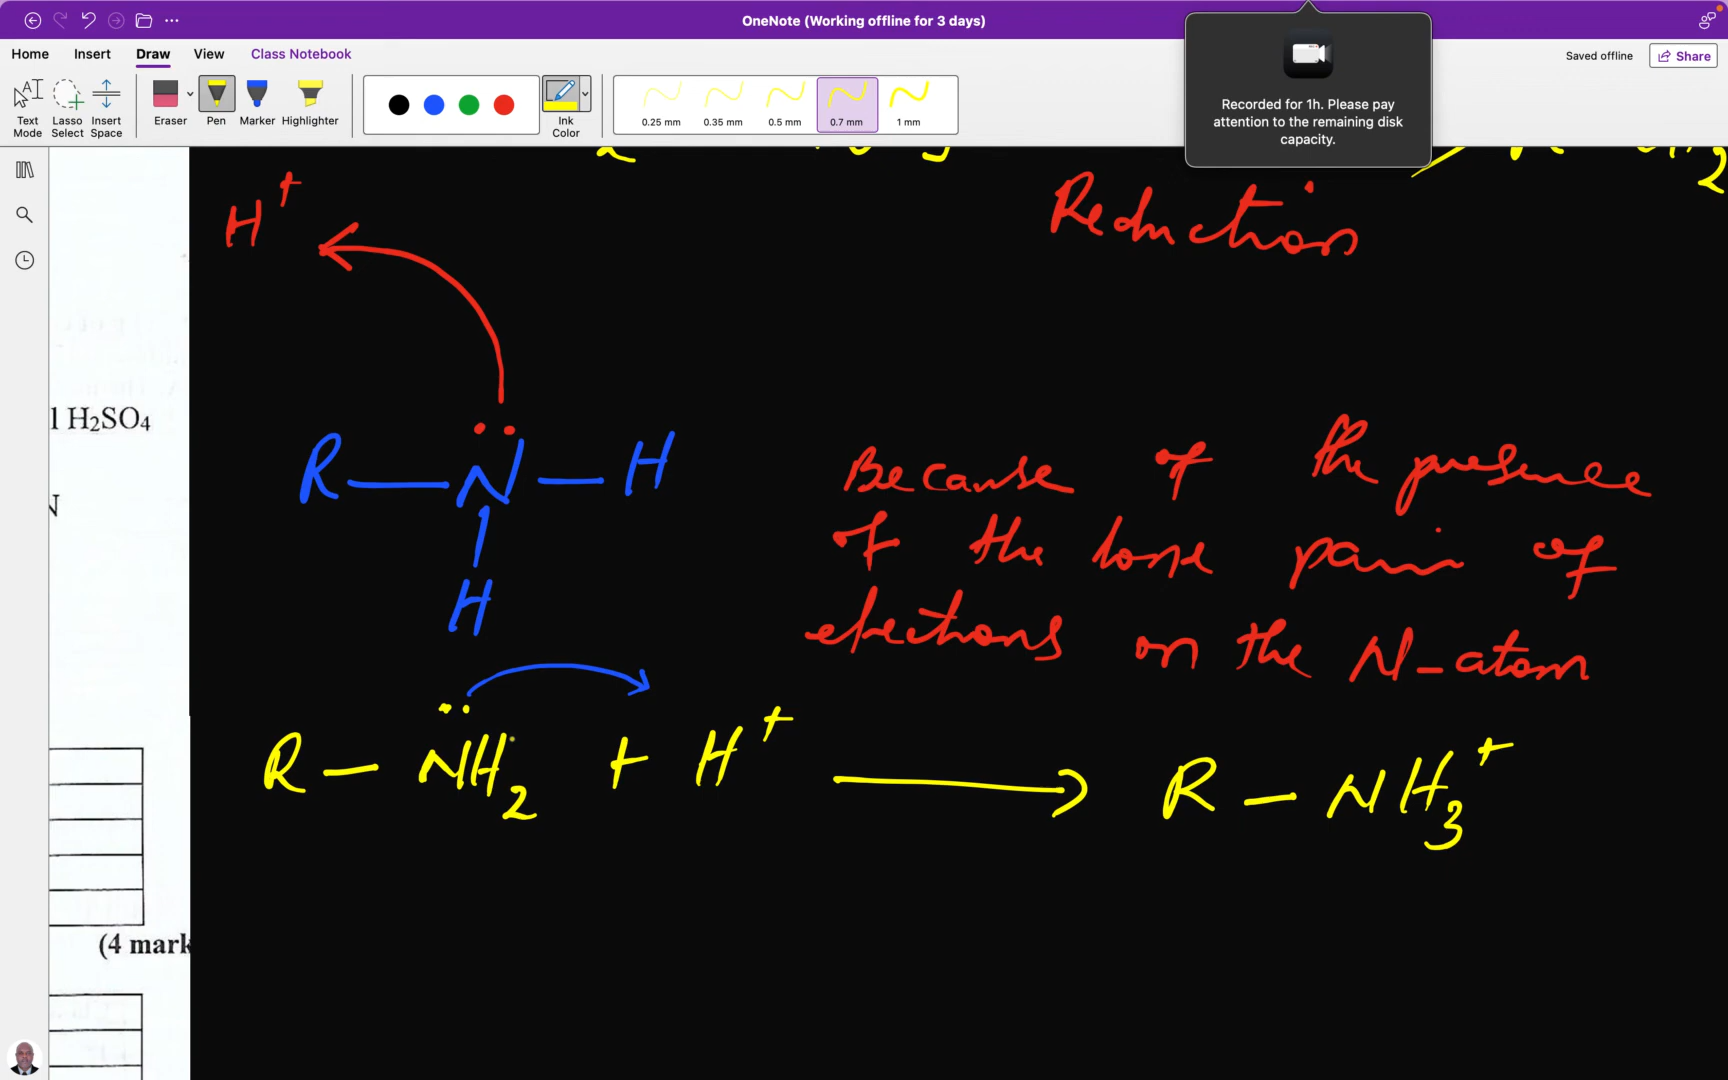 OneNote (Working offline for 3 days)
Home Insert Draw View Class Notebook
Saved offline
Share
Text Mode
Lasso Select
Insert Space
Eraser
Pen
Marker
Highlighter
Ink Color
0.25 mm
0.35 mm
0.5 mm
0.7 mm
1 mm
Recorded for 1h. Please pay
attention to the remaining disk
capacity.
H⁺
Reduction
l H₂SO₄
N
R—N̈—H
H
Because of the presence
of the lone pair of
electrons on the N-atom
R — N̈H₂ + H⁺ ⟶ R — NH₃⁺
(4 mark